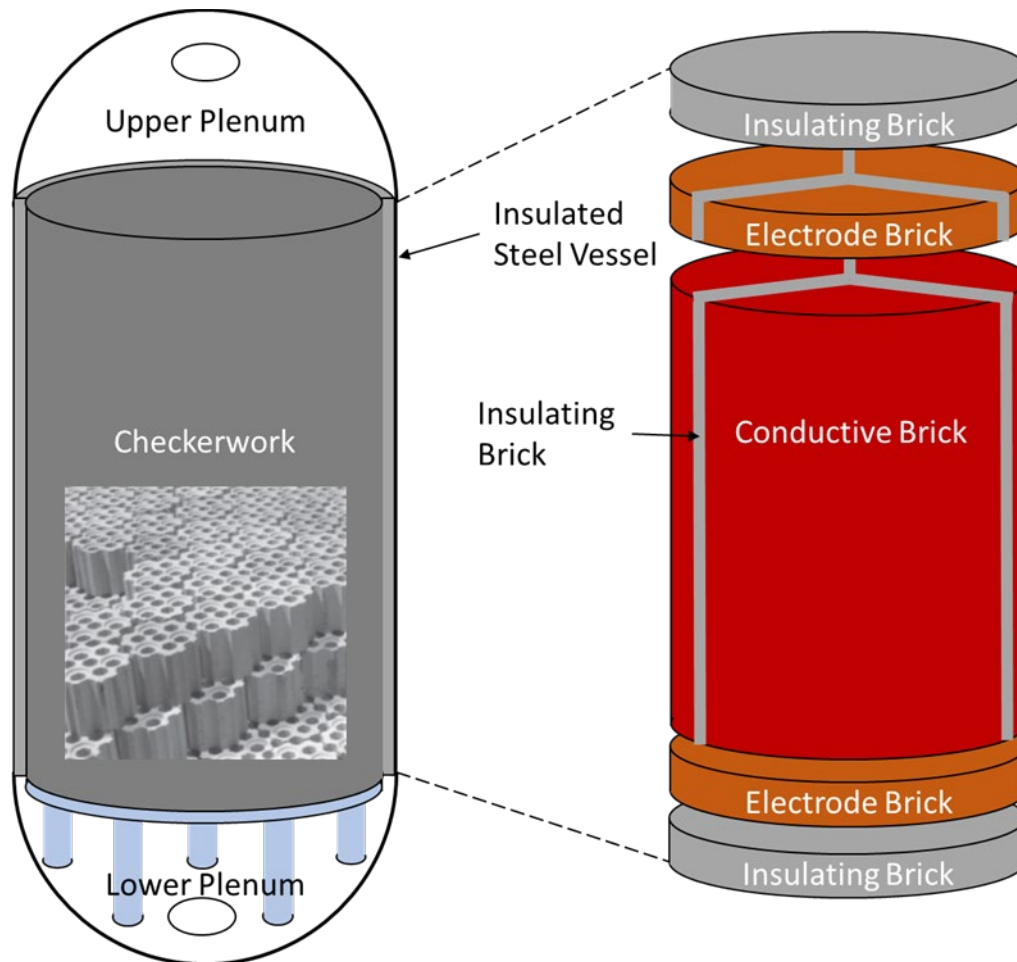 Upper Plenum
Insulated
Steel Vessel
Checkerwork
Lower Plenum
Insulating Brick
Electrode Brick
Insulating
Brick
Conductive Brick
Electrode Brick
Insulating Brick